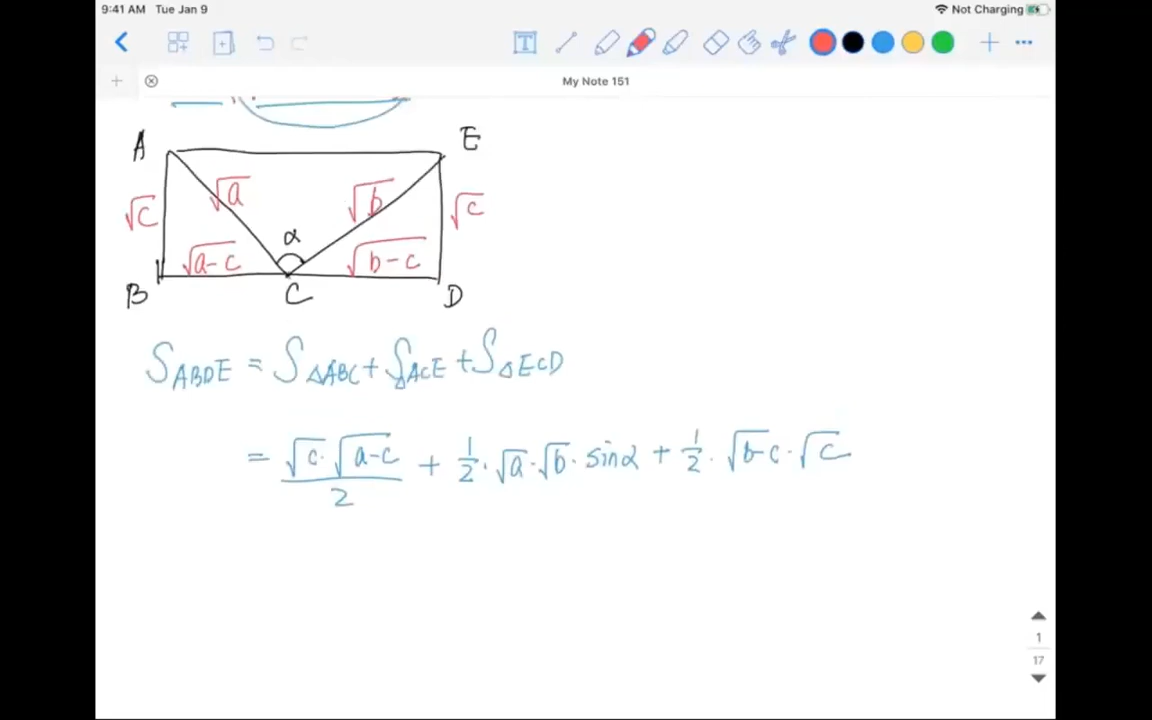 9:41 AM Tue Jan 9 Not Charging
T
My Note 151
A E
√c √a √b √c
α
√a-c √b-c
B C D
S_ABDE = S_ΔABC + S_ΔACE + S_ΔECD
= √c · √a-c / 2 + 1/2 · √a · √b · sinα + 1/2 · √b-c · √c
1
17